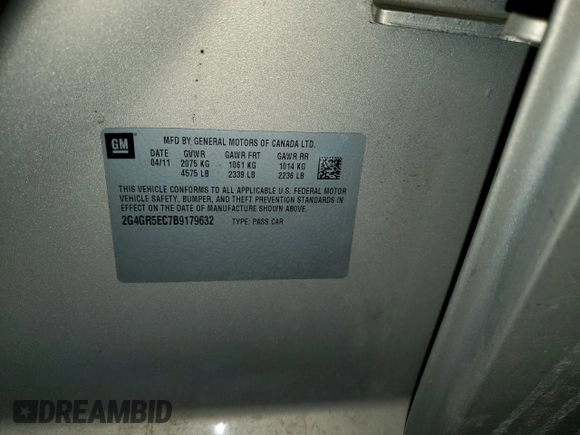 GM
MFD BY GENERAL MOTORS OF CANADA LTD.
DATE GVWR GAWR FRT GAWR RR
04/11 2075 KG 1061 KG 1014 KG
4575 LB 2339 LB 2236 LB
THIS VEHICLE CONFORMS TO ALL APPLICABLE U.S. FEDERAL MOTOR
VEHICLE SAFETY, BUMPER, AND THEFT PREVENTION STANDARDS IN
EFFECT ON THE DATE OF MANUFACTURE SHOWN ABOVE.
2G4GR5EC7B9179632 TYPE: PASS CAR
DREAMBID